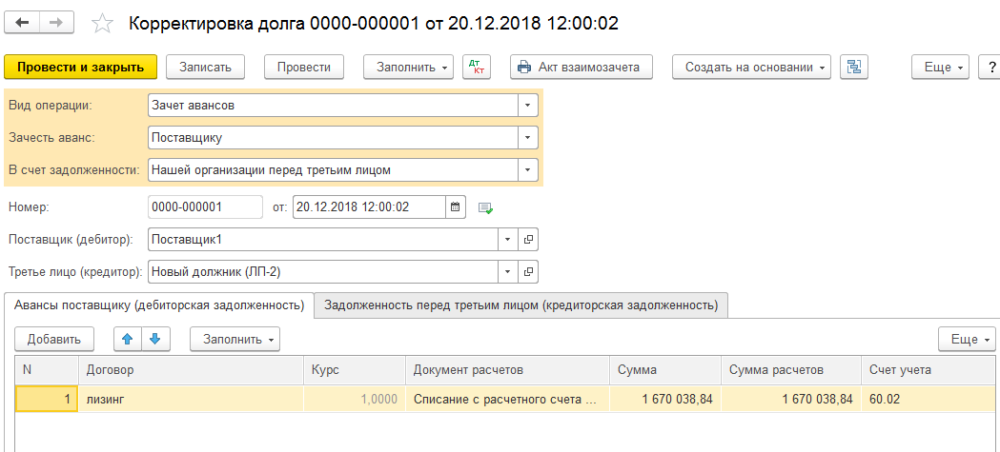 Корректировка долга 0000-000001 от 20.12.2018 12:00:02
Провести и закрыть Записать Провести Заполнить Дт Кт Акт взаимозачета Создать на основании Еще ?
Вид операции: Зачет авансов
Зачесть аванс: Поставщику
В счет задолженности: Нашей организации перед третьим лицом
Номер: 0000-000001 от: 20.12.2018 12:00:02
Поставщик (дебитор): Поставщик1
Третье лицо (кредитор): Новый должник (ЛП-2)
Авансы поставщику (дебиторская задолженность) Задолженность перед третьим лицом (кредиторская задолженность)
Добавить Заполнить Еще
N Договор Курс Документ расчетов Сумма Сумма расчетов Счет учета
1 лизинг 1,0000 Списание с расчетного счета ... 1 670 038,84 1 670 038,84 60.02